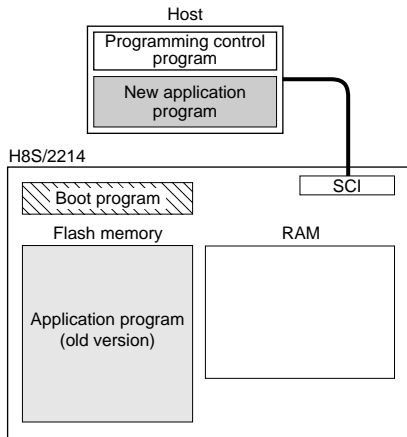 Host
Programming control
program
New application
program
H8S/2214
SCI
Boot program
Flash memory
RAM
Application program
(old version)